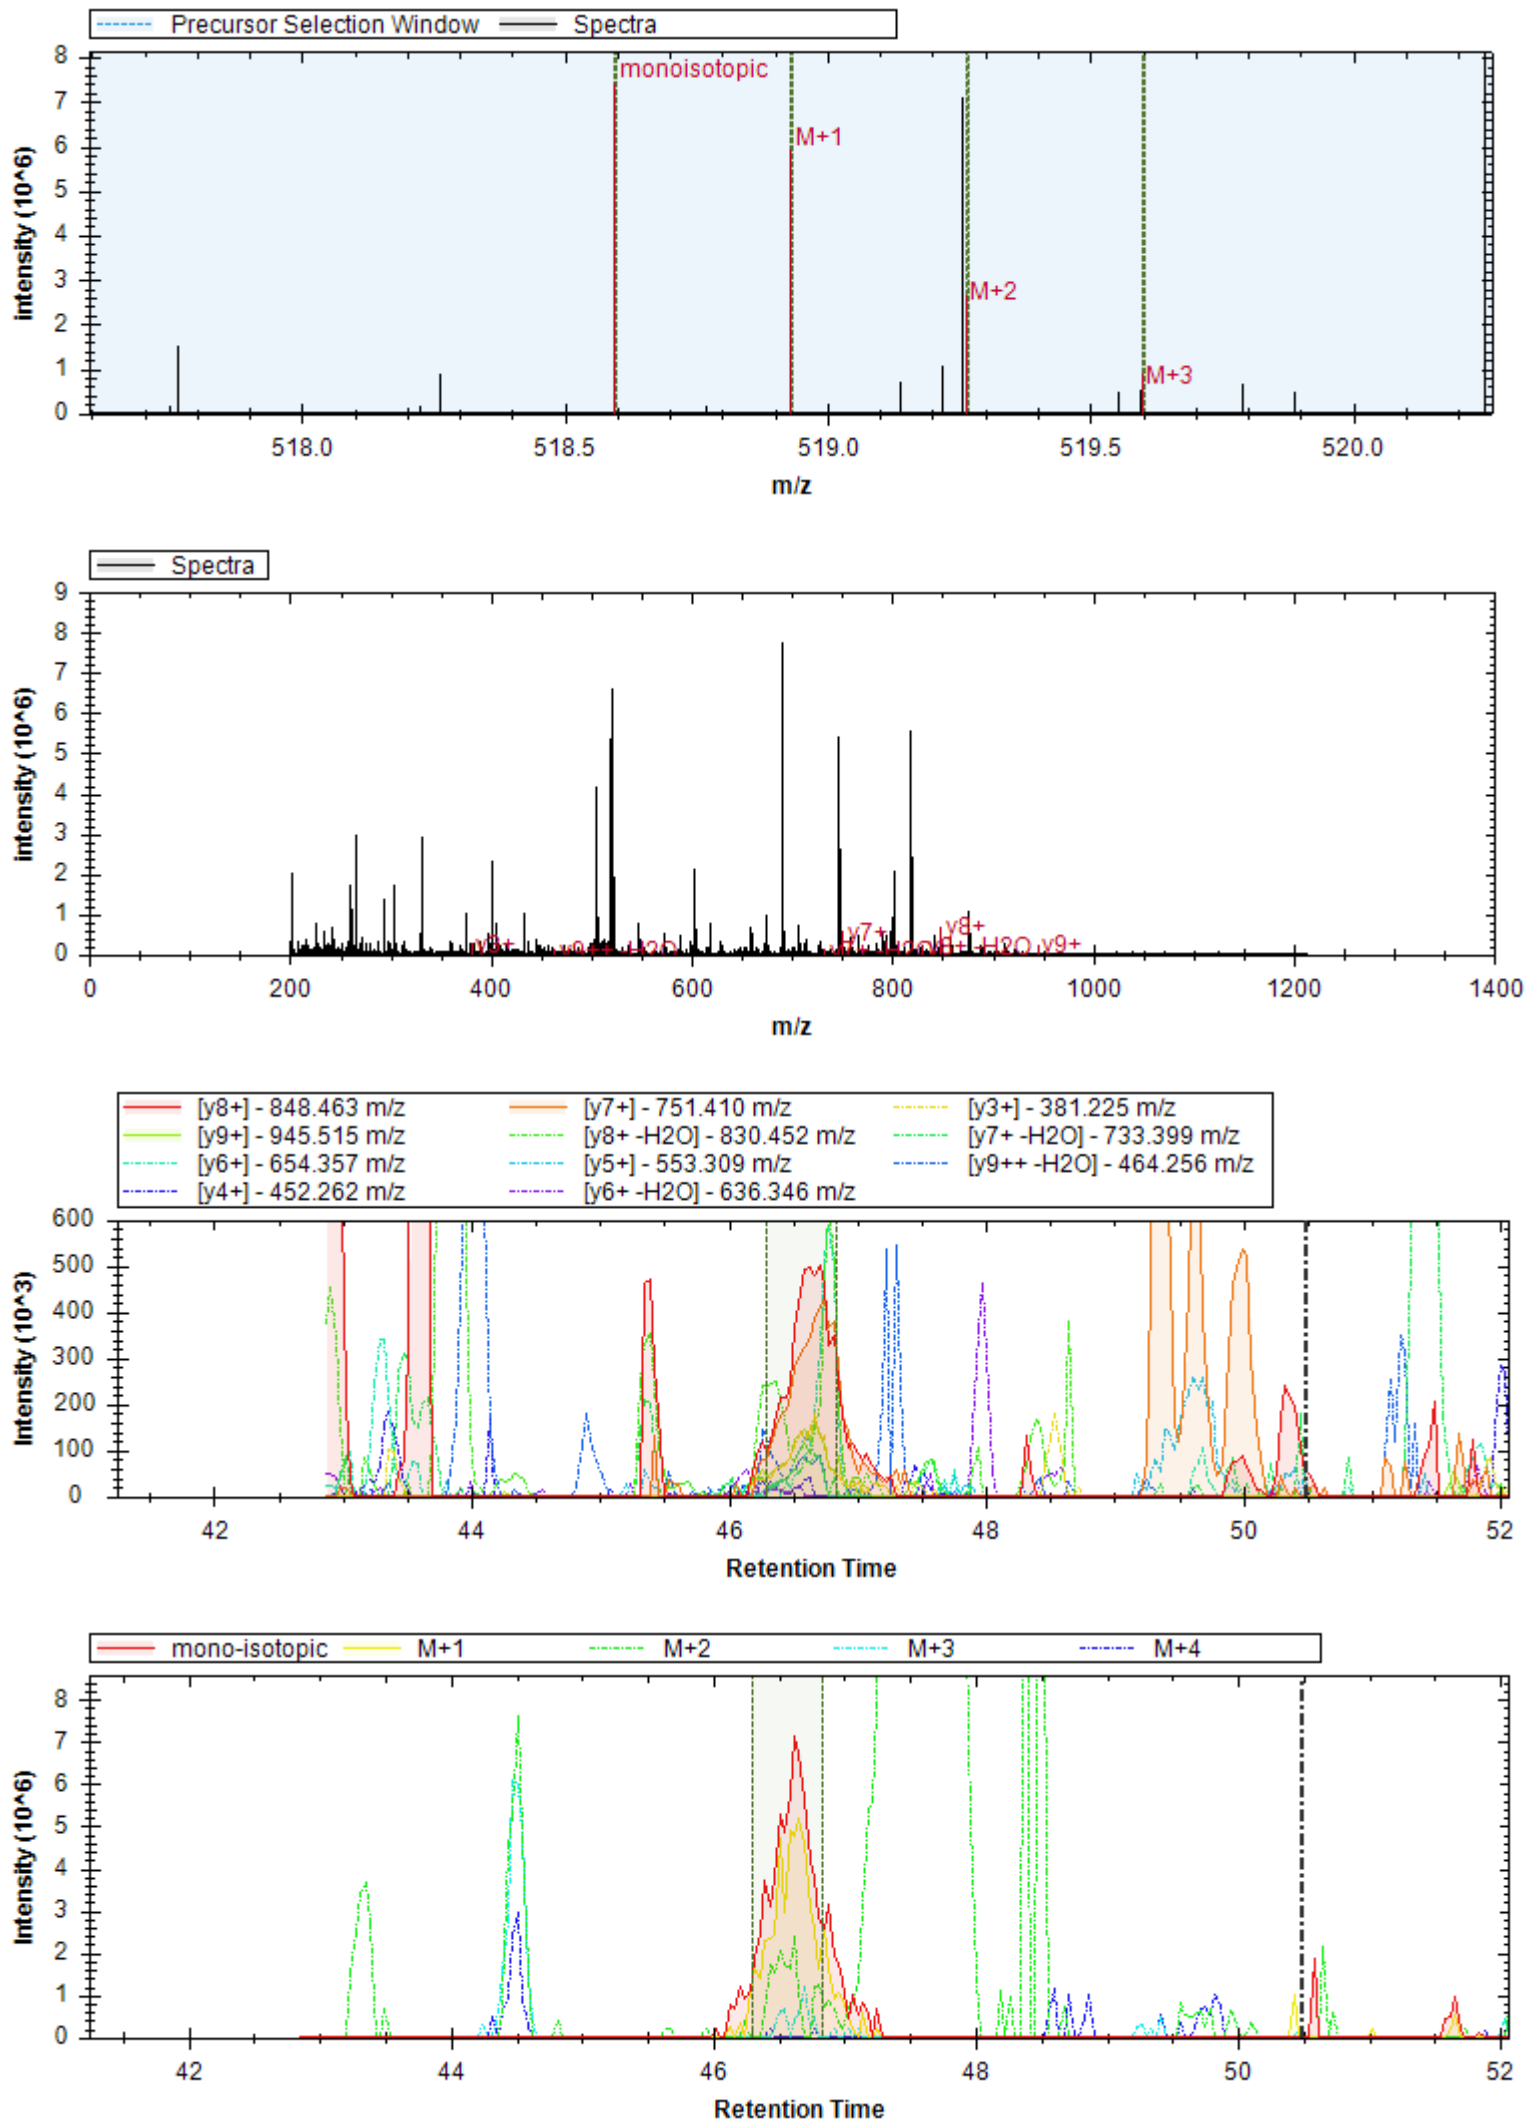 Precursor Selection Window Spectra
8
7
6
5
4
3
2
1
0
intensity (10^6)
monoisotopic
M+1
M+2
M+3
518.0 518.5 519.0 519.5 520.0
m/z
Spectra
9
8
7
6
5
4
3
2
1
0
intensity (10^6)
y3+ y9++ -H2O y7+ y8+ -H2O y9+
0 200 400 600 800 1000 1200 1400
m/z
[y8+] - 848.463 m/z [y7+] - 751.410 m/z [y3+] - 381.225 m/z
[y9+] - 945.515 m/z [y8+ -H2O] - 830.452 m/z [y7+ -H2O] - 733.399 m/z
[y6+] - 654.357 m/z [y5+] - 553.309 m/z [y9++ -H2O] - 464.256 m/z
[y4+] - 452.262 m/z [y6+ -H2O] - 636.346 m/z
600
500
400
300
200
100
0
Intensity (10^3)
42 44 46 48 50 52
Retention Time
mono-isotopic M+1 M+2 M+3 M+4
8
7
6
5
4
3
2
1
0
Intensity (10^6)
42 44 46 48 50 52
Retention Time